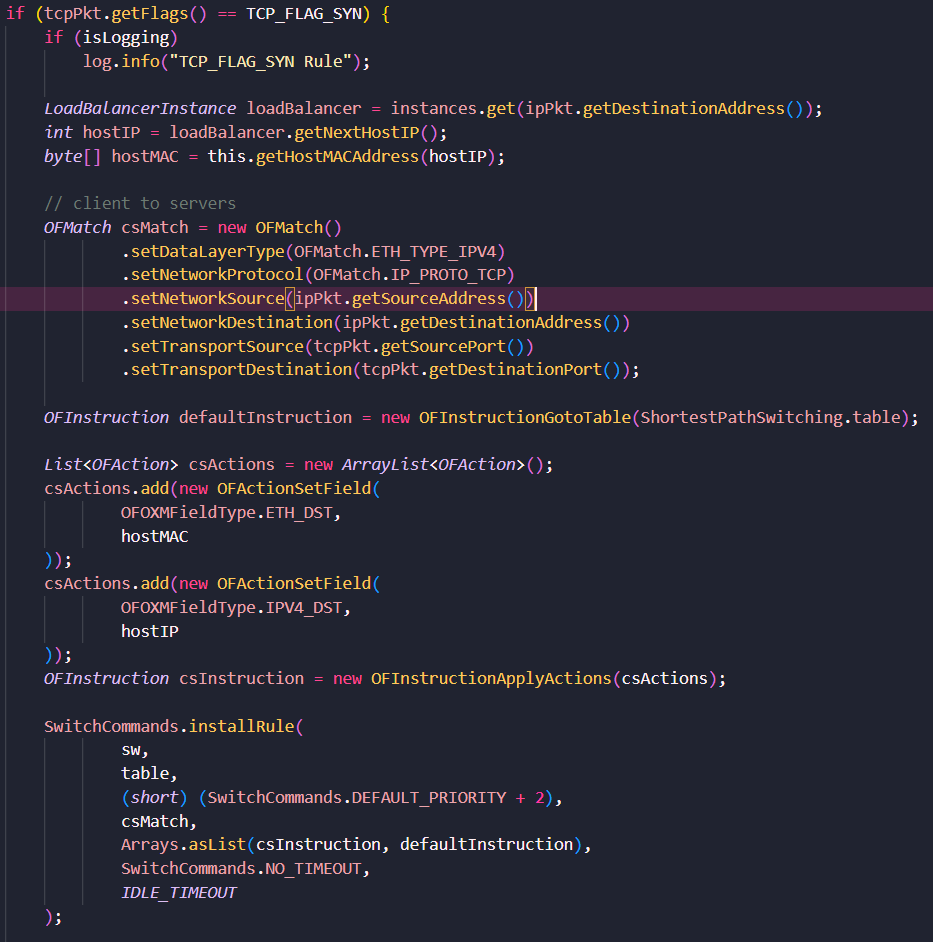 if (tcpPkt.getFlags() == TCP_FLAG_SYN) {
    if (isLogging)
        log.info("TCP_FLAG_SYN Rule");

    LoadBalancerInstance loadBalancer = instances.get(ipPkt.getDestinationAddress());
    int hostIP = loadBalancer.getNextHostIP();
    byte[] hostMAC = this.getHostMACAddress(hostIP);

    // client to servers
    OFMatch csMatch = new OFMatch()
            .setDataLayerType(OFMatch.ETH_TYPE_IPV4)
            .setNetworkProtocol(OFMatch.IP_PROTO_TCP)
            .setNetworkSource(ipPkt.getSourceAddress())
            .setNetworkDestination(ipPkt.getDestinationAddress())
            .setTransportSource(tcpPkt.getSourcePort())
            .setTransportDestination(tcpPkt.getDestinationPort());

    OFInstruction defaultInstruction = new OFInstructionGotoTable(ShortestPathSwitching.table);

    List<OFAction> csActions = new ArrayList<OFAction>();
    csActions.add(new OFActionSetField(
            OFOXMFieldType.ETH_DST,
            hostMAC
    ));
    csActions.add(new OFActionSetField(
            OFOXMFieldType.IPV4_DST,
            hostIP
    ));
    OFInstruction csInstruction = new OFInstructionApplyActions(csActions);

    SwitchCommands.installRule(
            sw,
            table,
            (short) (SwitchCommands.DEFAULT_PRIORITY + 2),
            csMatch,
            Arrays.asList(csInstruction, defaultInstruction),
            SwitchCommands.NO_TIMEOUT,
            IDLE_TIMEOUT
    );